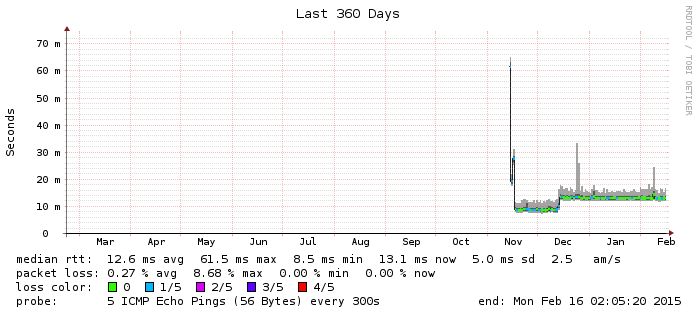 Last 360 Days
RRDTOOL / TOBI OETIKER
Seconds
70 m
60 m
50 m
40 m
30 m
20 m
10 m
0
Mar Apr May Jun Jul Aug Sep Oct Nov Dec Jan Feb
median rtt: 12.6 ms avg 61.5 ms max 8.5 ms min 13.1 ms now 5.0 ms sd 2.5 am/s
packet loss: 0.27 % avg 8.68 % max 0.00 % min 0.00 % now
loss color: 0 1/5 2/5 3/5 4/5
probe: 5 ICMP Echo Pings (56 Bytes) every 300s end: Mon Feb 16 02:05:20 2015